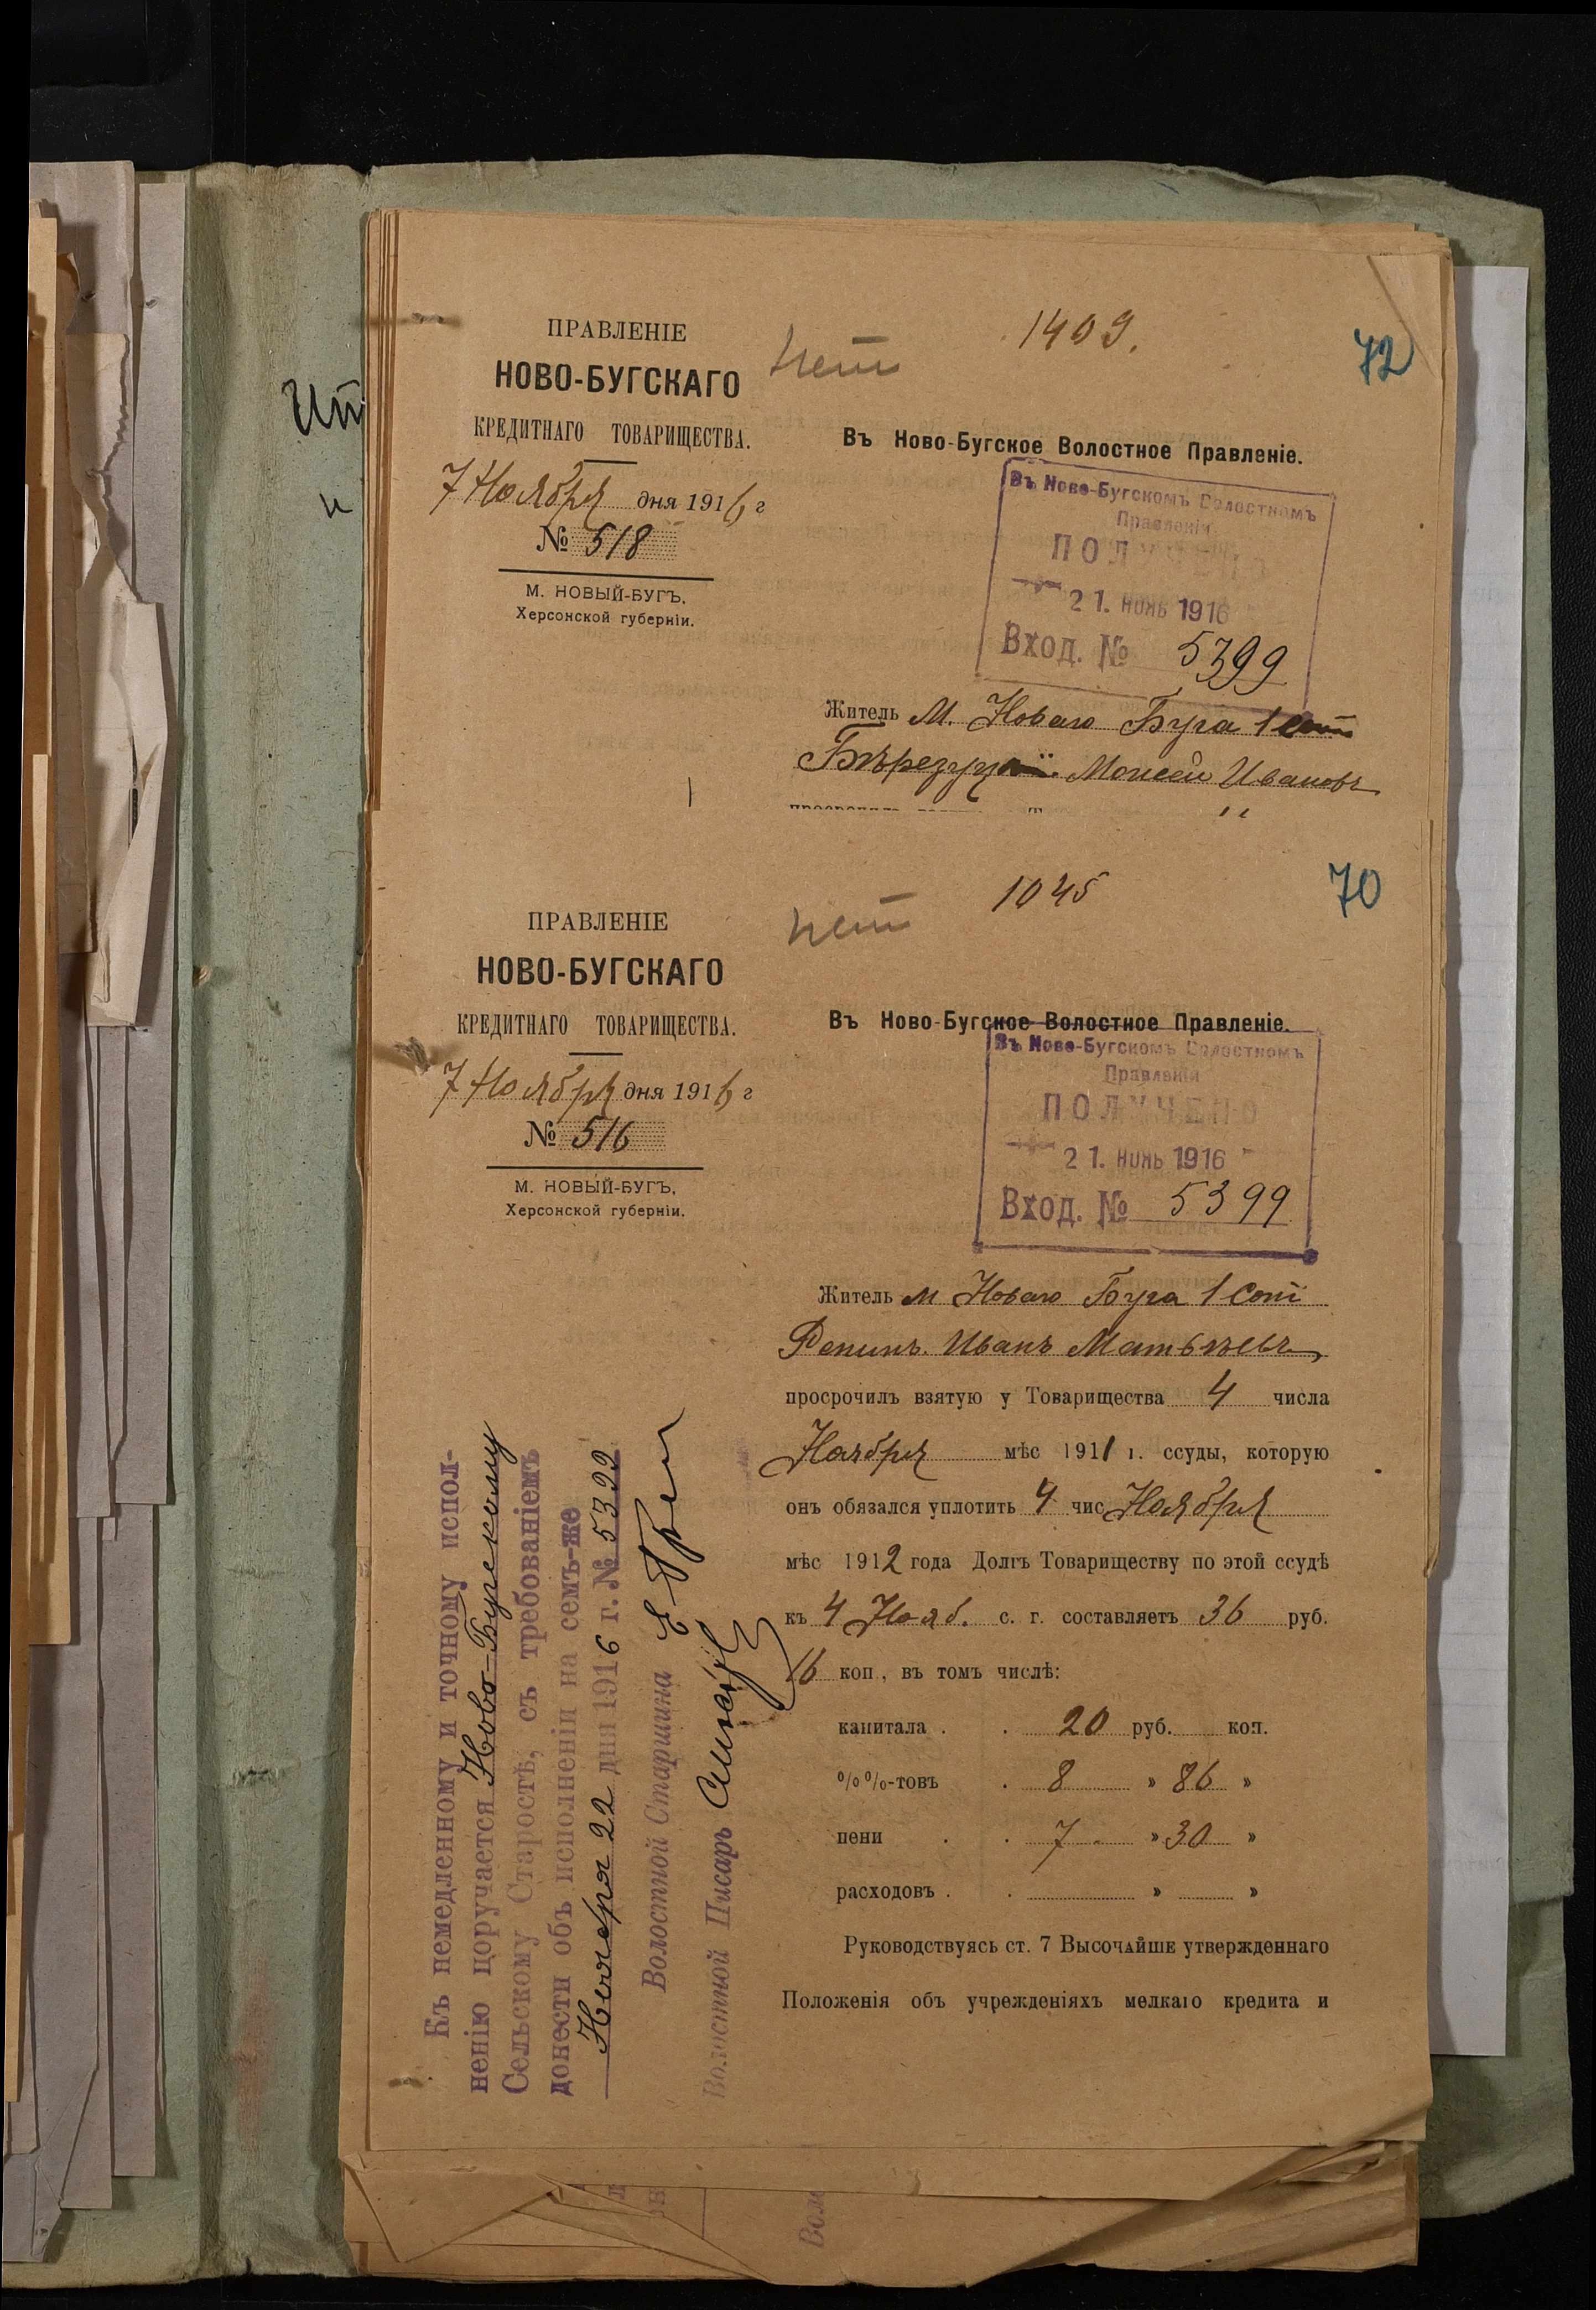 72
1409.
нет
ПРАВЛЕНІЕ
НОВО-БУГСКАГО
КРЕДИТНАГО ТОВАРИЩЕСТВА.
7 Ноября дня 1916 г
№ 518
М. НОВЫЙ-БУГЪ,
Херсонской губерніи.
Въ Ново-Бугское Волостное Правленіе.
Въ Ново-Бугскомъ Волостномъ
Правленіи
ПОЛУЧЕНО
21. НОЯБ 1916
Вход. № 5399
Житель М. Новаго Буга 1 сот
Моисей Ивановъ
70
1045
нет
ПРАВЛЕНІЕ
НОВО-БУГСКАГО
КРЕДИТНАГО ТОВАРИЩЕСТВА.
7 Ноября дня 1916 г
№ 516
М. НОВЫЙ-БУГЪ,
Херсонской губерніи.
Въ Ново-Бугское Волостное Правленіе.
Въ Ново-Бугскомъ Волостномъ
Правленіи
ПОЛУЧЕНО
21. НОЯБ 1916
Вход. № 5399
Житель м Новаго Буга 1 Сот
Репинъ. Иванъ Матвѣевъ
просрочилъ взятую у Товарищества 4 числа
Ноября мѣс 1911 г. ссуды, которую
онъ обязался уплотить 4 чис Ноября
мѣс 1912 года Долгъ Товариществу по этой ссудѣ
къ 4 Нояб. с. г. составляетъ 36 руб.
16 коп., въ томъ числѣ:
капитала . . 20 руб. коп.
%%-товъ . 8 » 86 »
пени . . 7 » 30 »
расходовъ . . » »
Руководствуясь ст. 7 Высочайше утвержденнаго
Положенія объ учрежденіяхъ мелкаго кредита и
Къ немедленному и точному испол-
ненію поручается Ново-Бугскому
Сельскому Старостѣ, съ требованіемъ
донести объ исполненіи на семъ-же
Ноября 22 дня 1916 г. № 5399
Волостной Старшина
Волостной Писарь